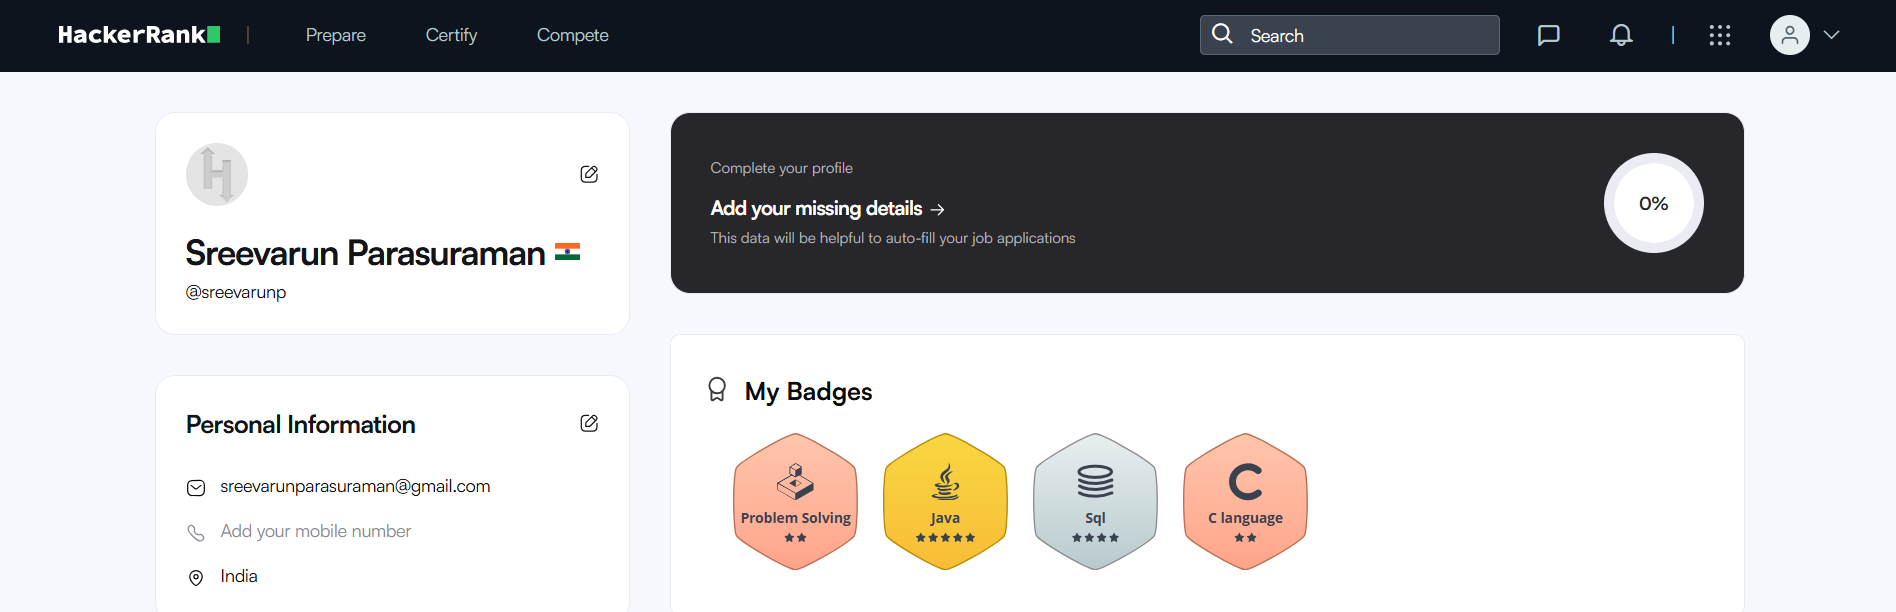 HackerRank
Prepare
Certify
Compete
Search
Sreevarun Parasuraman
@sreevarunp
Personal Information
sreevarunparasuraman@gmail.com
Add your mobile number
India
Complete your profile
Add your missing details →
This data will be helpful to auto-fill your job applications
0%
My Badges
Problem Solving
Java
Sql
C language